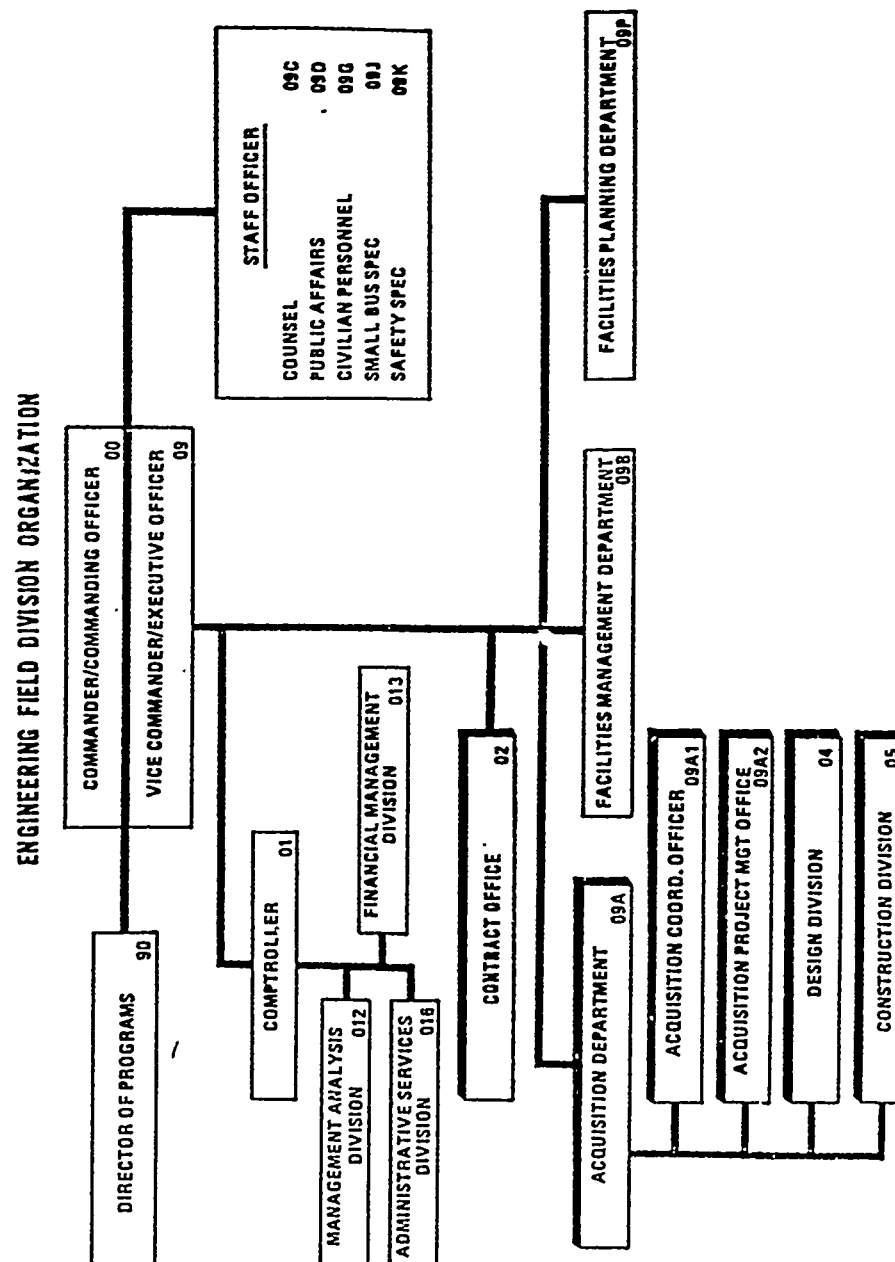 ENGINEERING FIELD DIVISION ORGANIZATION
COMMANDER/COMMANDING OFFICER
00
VICE COMMANDER/EXECUTIVE OFFICER
09
DIRECTOR OF PROGRAMS
90
STAFF OFFICER
COUNSEL 09C
PUBLIC AFFAIRS 09D
CIVILIAN PERSONNEL 09G
SMALL BUS SPEC 09J
SAFETY SPEC 09K
COMPTROLLER
01
MANAGEMENT ANALYSIS
DIVISION
012
ADMINISTRATIVE SERVICES
DIVISION
016
FINANCIAL MANAGEMENT
DIVISION
013
CONTRACT OFFICE
02
ACQUISITION DEPARTMENT
09A
FACILITIES MANAGEMENT DEPARTMENT
09B
FACILITIES PLANNING DEPARTMENT
09P
ACQUISITION COORD. OFFICER
09A1
ACQUISITION PROJECT MGT OFFICE
09A2
DESIGN DIVISION
04
CONSTRUCTION DIVISION
05